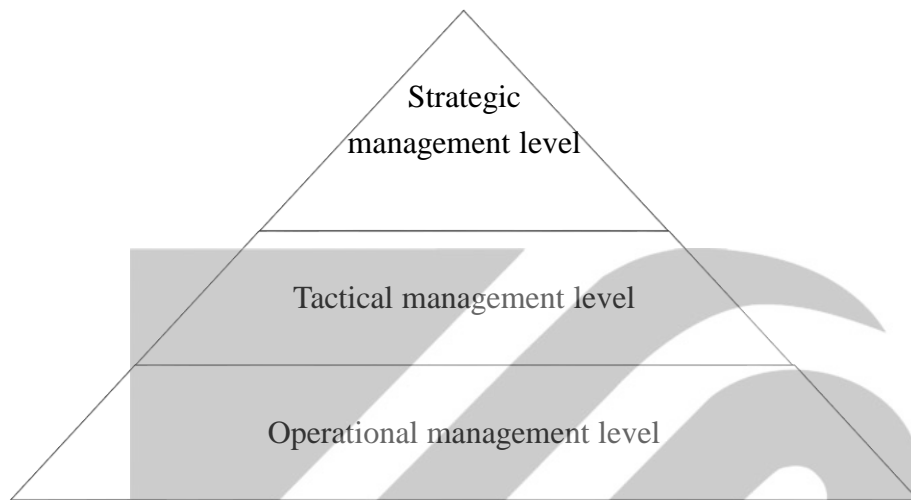 Strategic
management level
Tactical management level
Operational management level